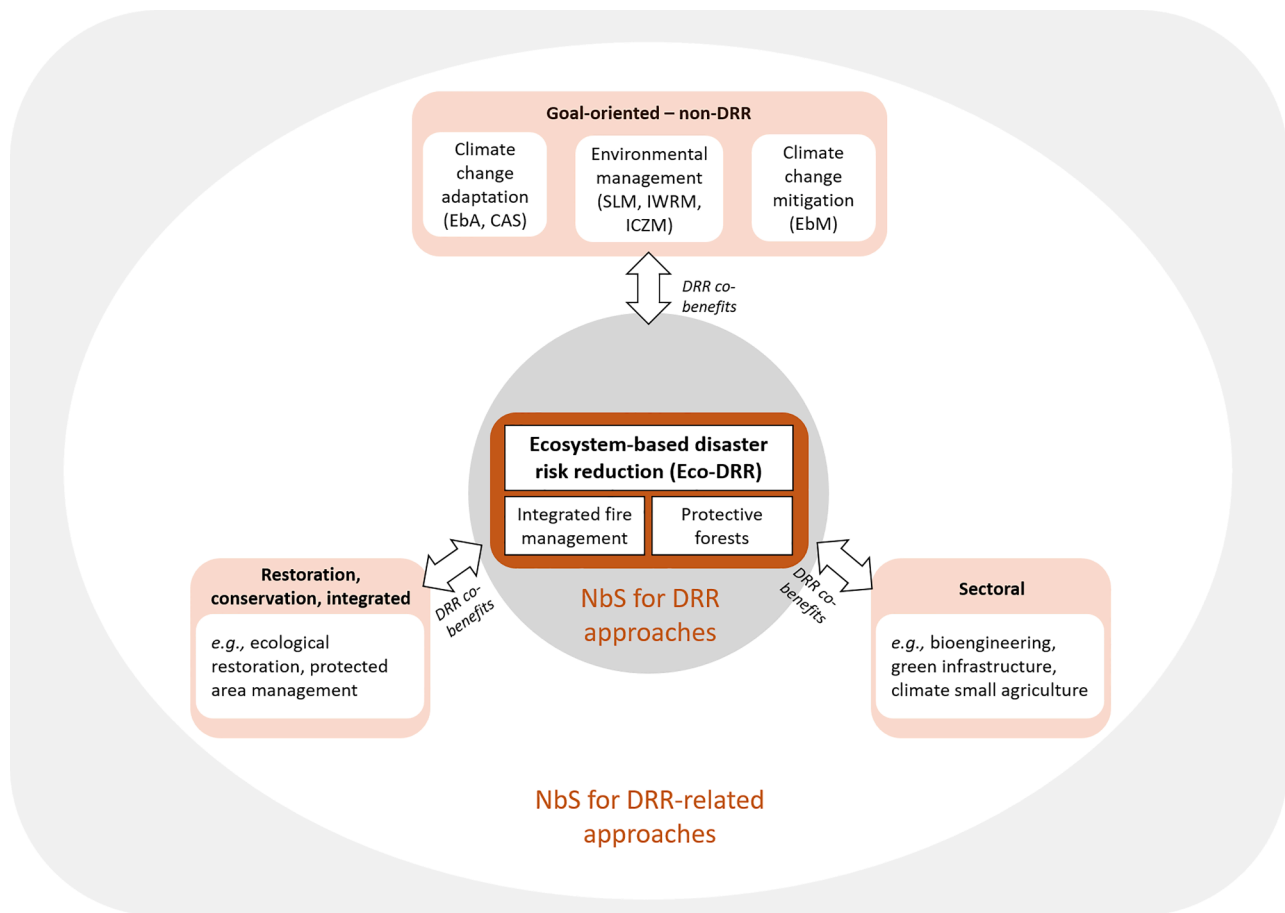 Goal-oriented – non-DRR
Climate
change
adaptation
(EbA, CAS)
Environmental
management
(SLM, IWRM,
ICZM)
Climate
change
mitigation
(EbM)
DRR co-
benefits
Ecosystem-based disaster
risk reduction (Eco-DRR)
Integrated fire
management
Protective
forests
NbS for DRR
approaches
Restoration,
conservation, integrated
e.g., ecological
restoration, protected
area management
DRR co-
benefits
DRR co-
benefits
Sectoral
e.g., bioengineering,
green infrastructure,
climate small agriculture
NbS for DRR-related
approaches